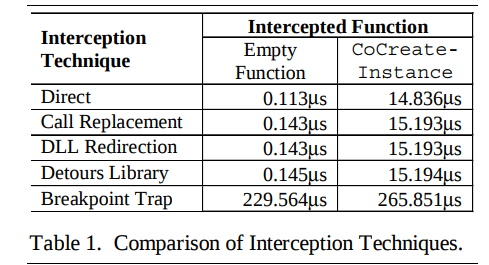 Interception Technique Intercepted Function
Empty Function CoCreate-Instance
Direct 0.113µs 14.836µs
Call Replacement 0.143µs 15.193µs
DLL Redirection 0.143µs 15.193µs
Detours Library 0.145µs 15.194µs
Breakpoint Trap 229.564µs 265.851µs
Table 1. Comparison of Interception Techniques.